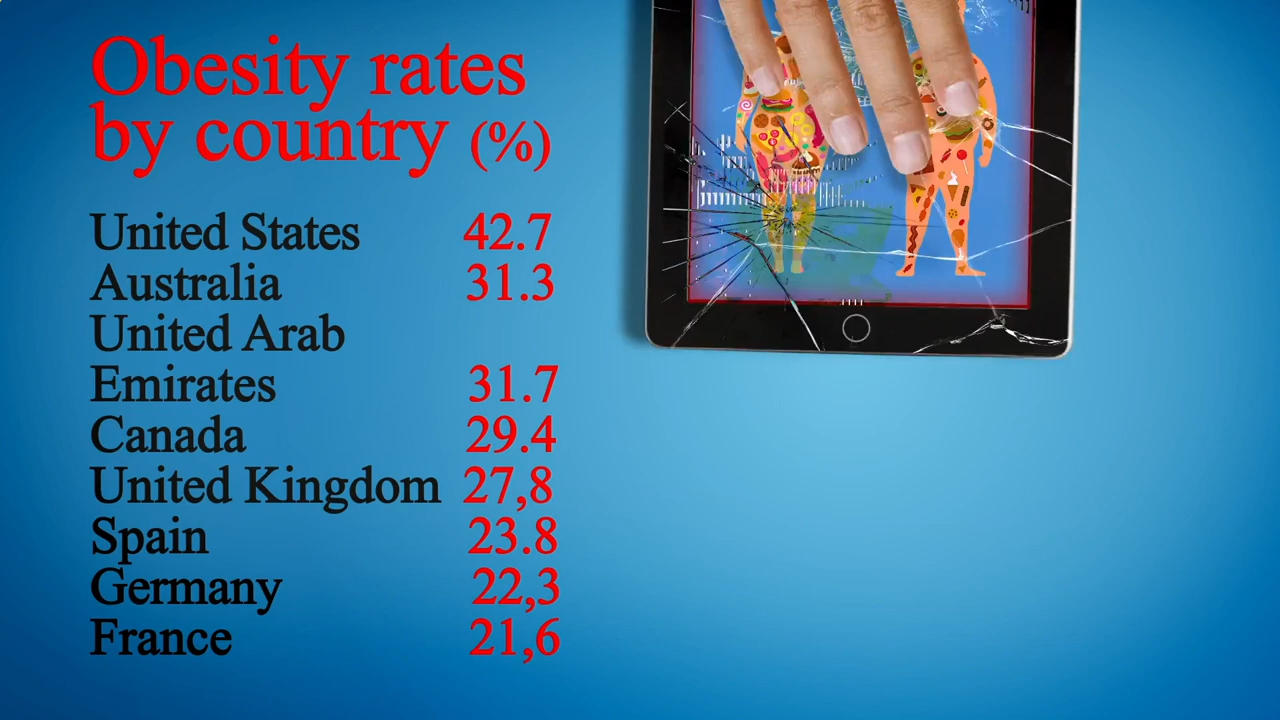 Obesity rates
by country (%)
United States 42.7
Australia 31.3
United Arab
Emirates 31.7
Canada 29.4
United Kingdom 27,8
Spain 23.8
Germany 22,3
France 21,6